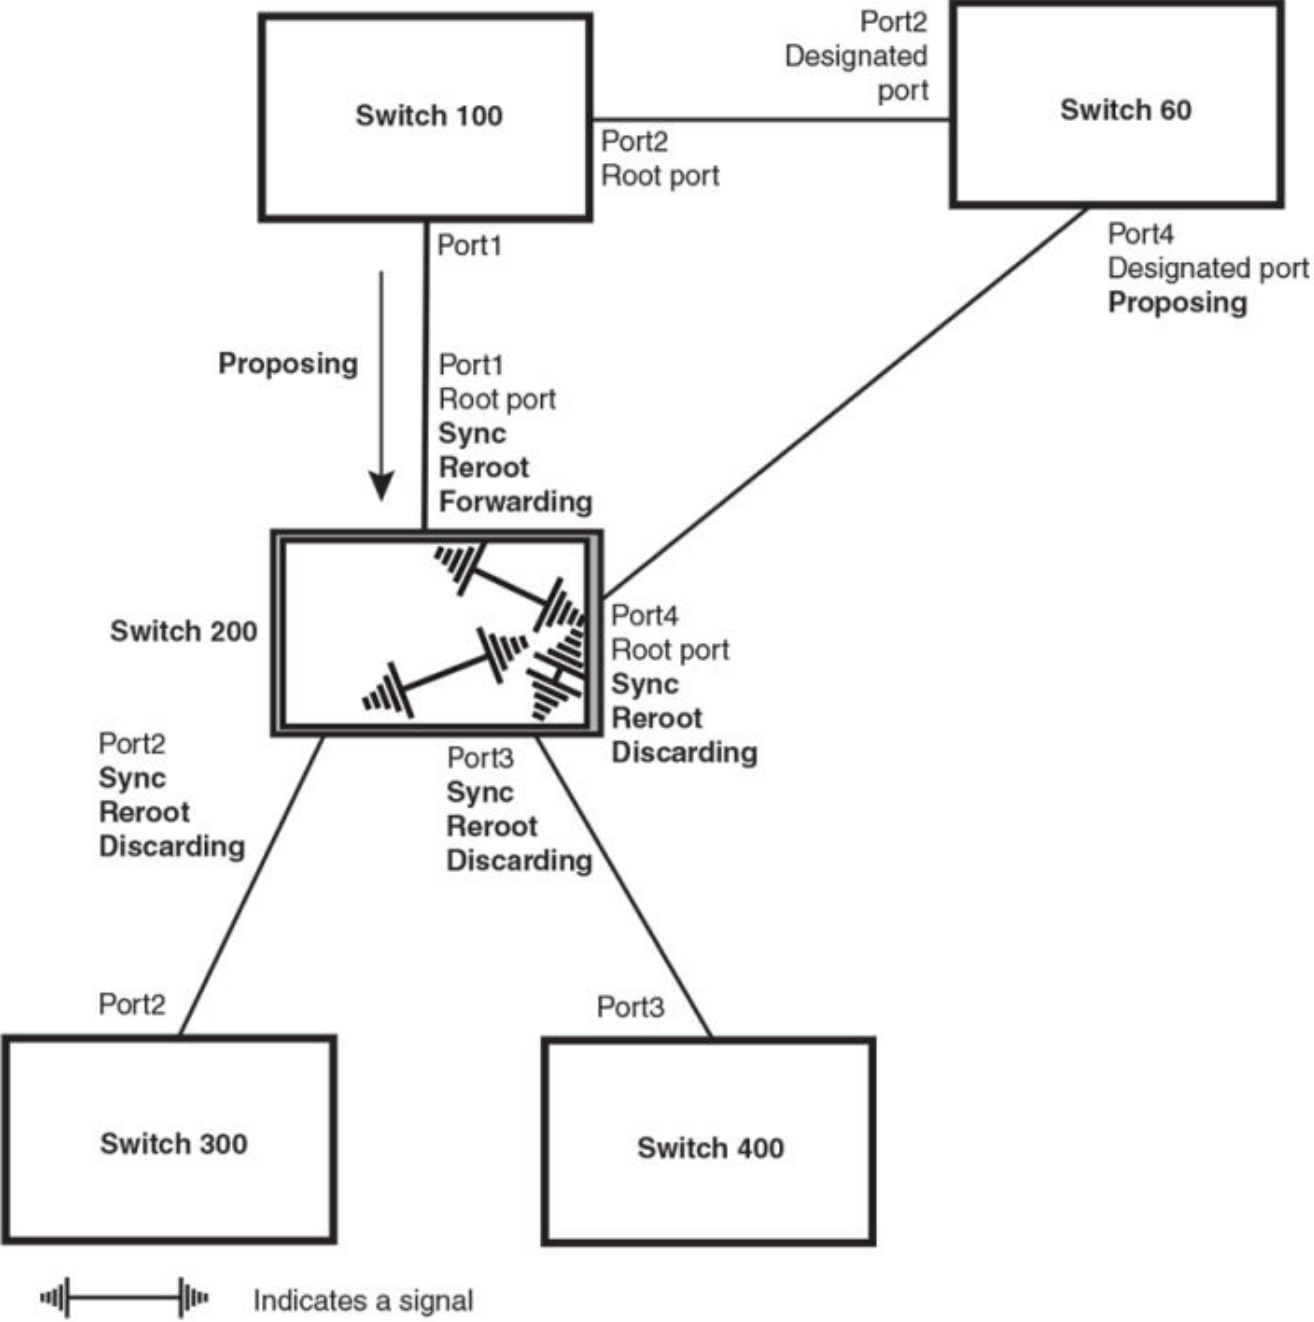 Port2
Designated
port
Switch 100
Switch 60
Port2
Root port
Port1
Port4
Designated port
Proposing
Proposing
Port1
Root port
Sync
Reroot
Forwarding
Switch 200
Port4
Root port
Sync
Reroot
Discarding
Port2
Sync
Reroot
Discarding
Port3
Sync
Reroot
Discarding
Port2
Port3
Switch 300
Switch 400
Indicates a signal